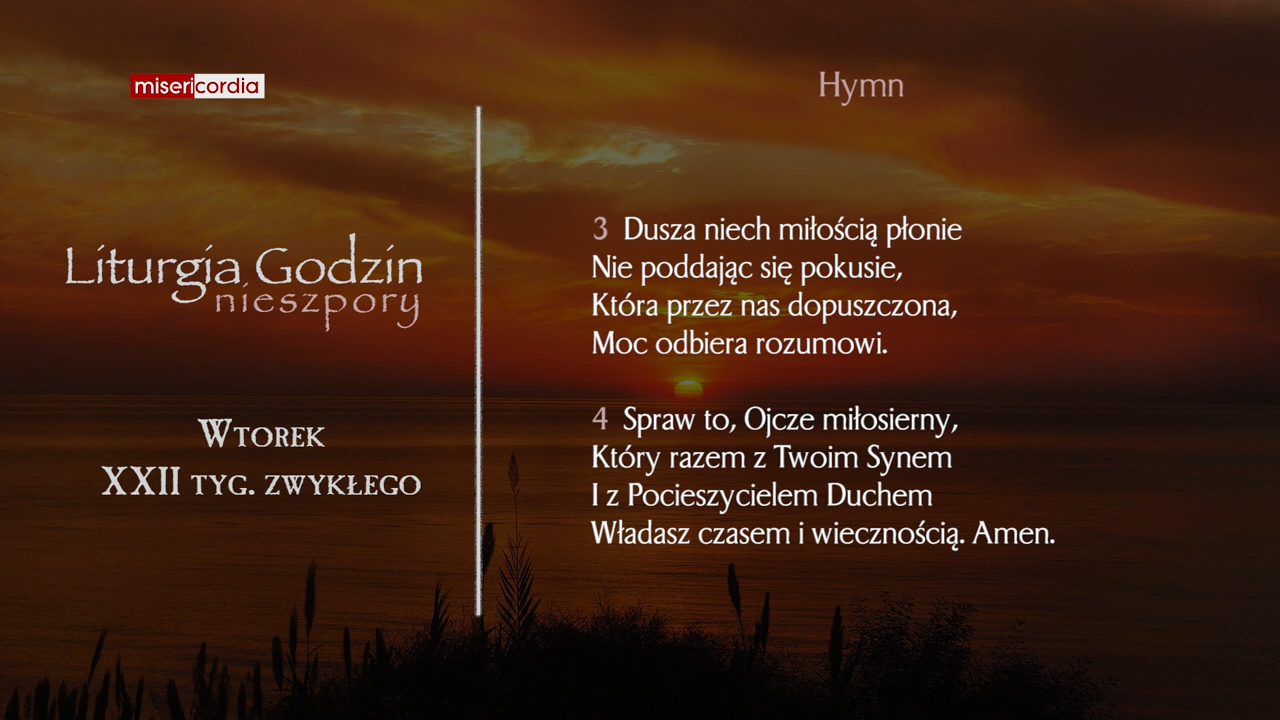 misericordia
Liturgia Godzin
nieszpory
Wtorek
XXII tyg. zwykłego
Hymn
3 Dusza niech miłością płonie
Nie poddając się pokusie,
Która przez nas dopuszczona,
Moc odbiera rozumowi.
4 Spraw to, Ojcze miłosierny,
Który razem z Twoim Synem
I z Pocieszycielem Duchem
Władasz czasem i wiecznością. Amen.